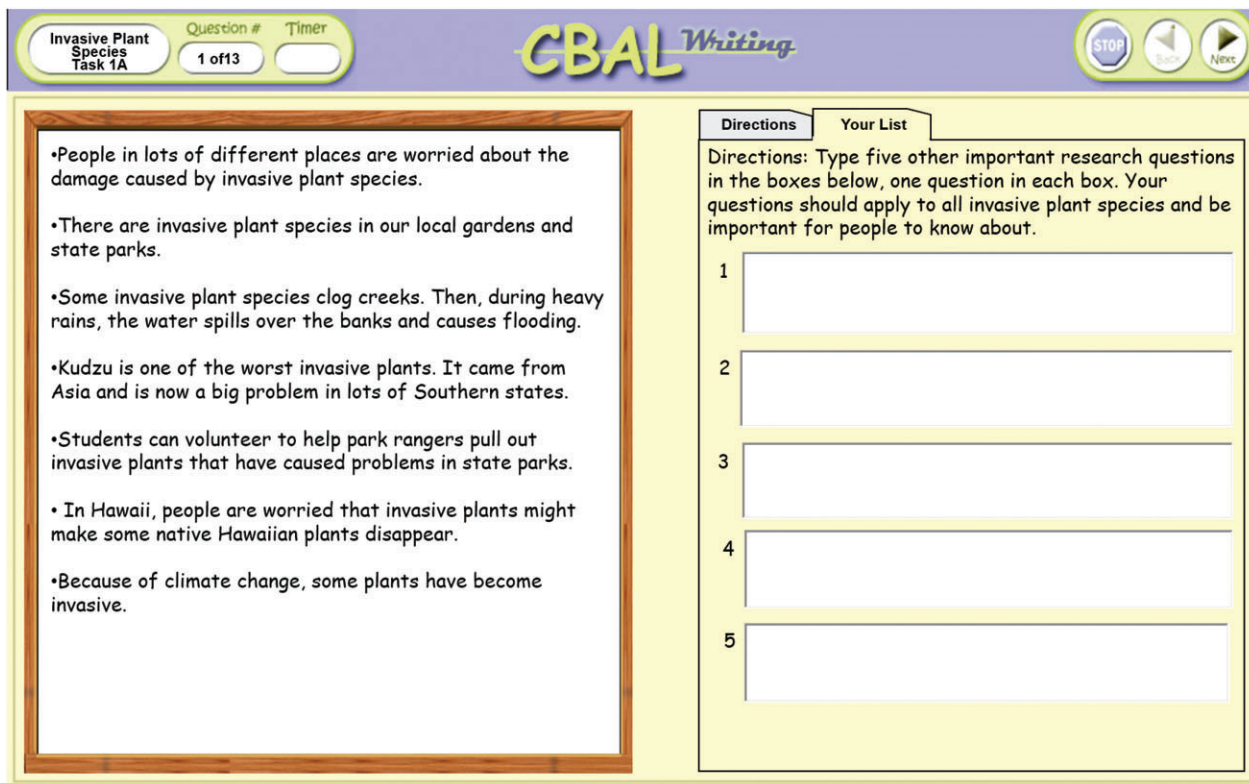 Invasive Plant
Species
Task 1A
Question #
1 of13
Timer
CBAL Writing
STOP
Back
Next
•People in lots of different places are worried about the
damage caused by invasive plant species.
•There are invasive plant species in our local gardens and
state parks.
•Some invasive plant species clog creeks. Then, during heavy
rains, the water spills over the banks and causes flooding.
•Kudzu is one of the worst invasive plants. It came from
Asia and is now a big problem in lots of Southern states.
•Students can volunteer to help park rangers pull out
invasive plants that have caused problems in state parks.
• In Hawaii, people are worried that invasive plants might
make some native Hawaiian plants disappear.
•Because of climate change, some plants have become
invasive.
Directions
Your List
Directions: Type five other important research questions
in the boxes below, one question in each box. Your
questions should apply to all invasive plant species and be
important for people to know about.
1
2
3
4
5